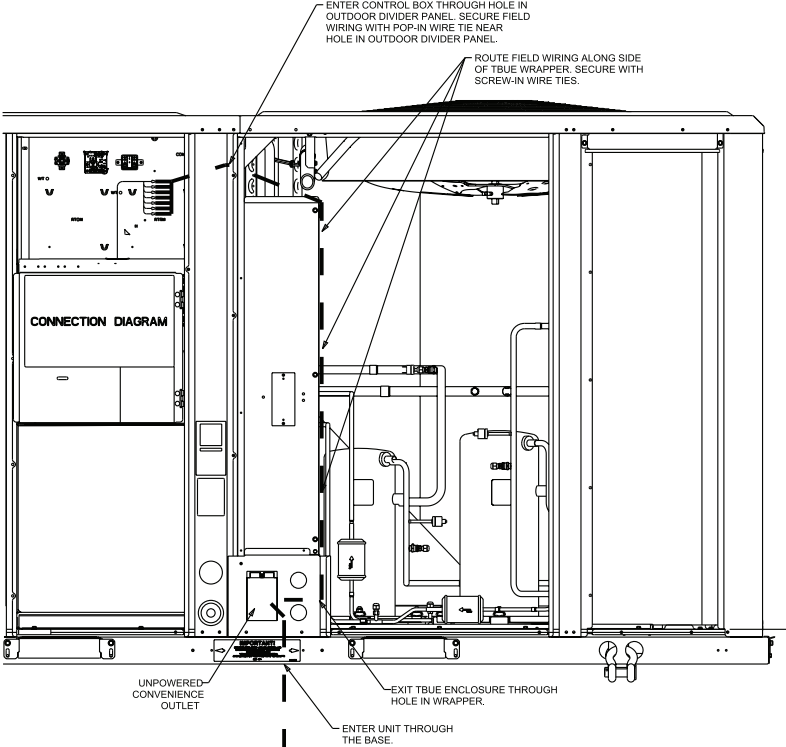 ENTER CONTROL BOX THROUGH HOLE IN
OUTDOOR DIVIDER PANEL. SECURE FIELD
WIRING WITH POP-IN WIRE TIE NEAR
HOLE IN OUTDOOR DIVIDER PANEL.
ROUTE FIELD WIRING ALONG SIDE
OF TBUE WRAPPER. SECURE WITH
SCREW-IN WIRE TIES.
CONNECTION DIAGRAM
IMPORTANT!
UNPOWERED
CONVENIENCE
OUTLET
EXIT TBUE ENCLOSURE THROUGH
HOLE IN WRAPPER.
ENTER UNIT THROUGH
THE BASE.